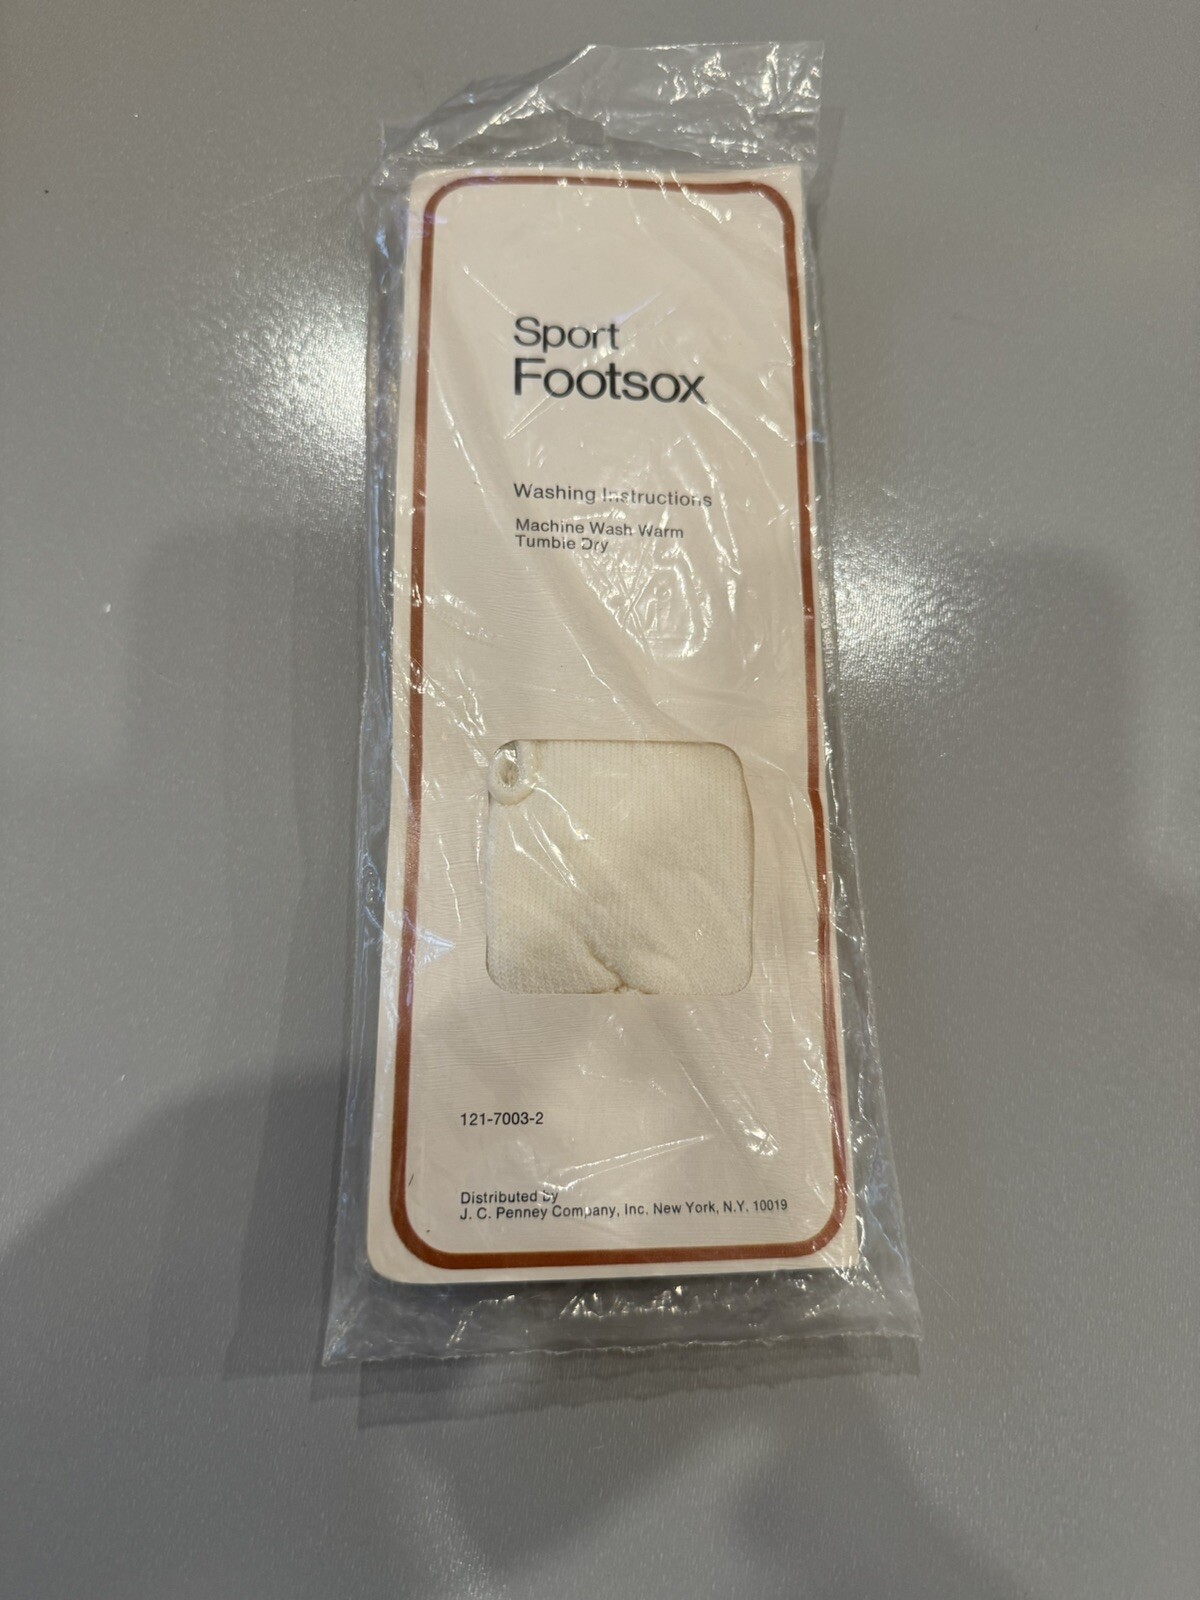 Sport
Footsox
Washing Instructions
Machine Wash Warm
Tumble Dry
121-7003-2
Distributed by
J. C. Penney Company, Inc. New York, N.Y. 10019